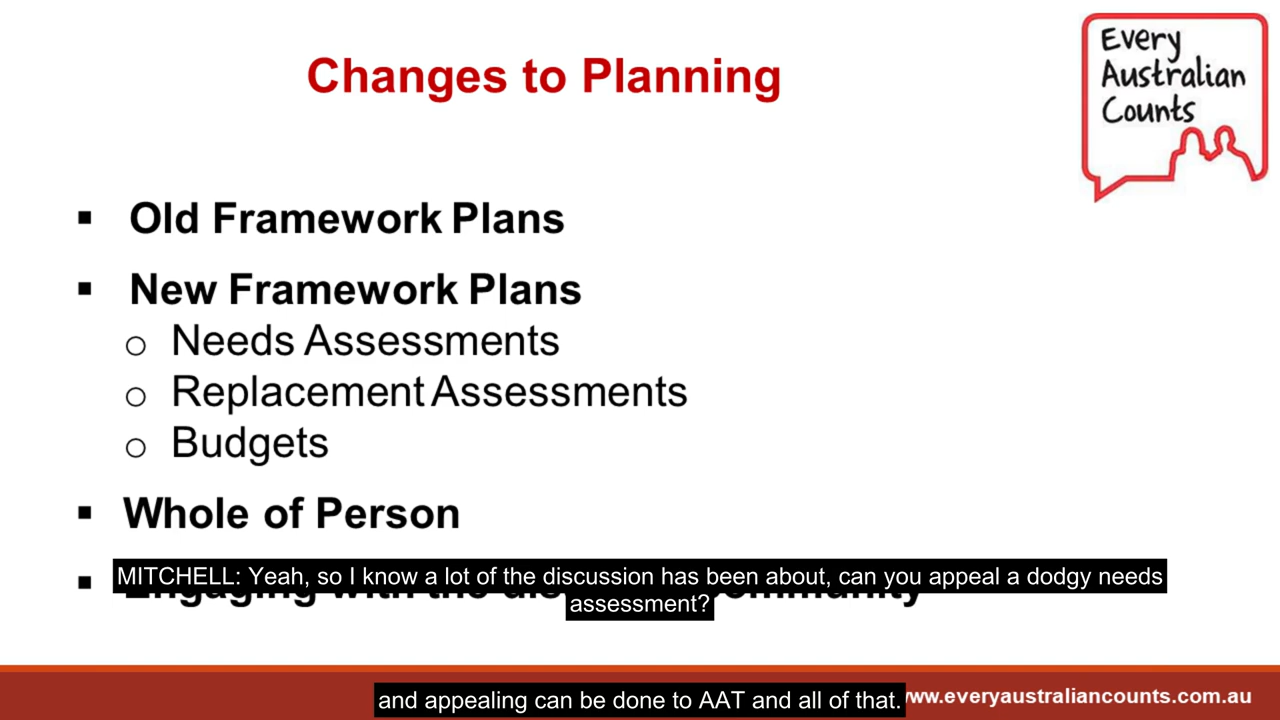 Changes to Planning
Every
Australian
Counts
▪ Old Framework Plans
▪ New Framework Plans
o Needs Assessments
o Replacement Assessments
o Budgets
▪ Whole of Person
MITCHELL: Yeah, so I know a lot of the discussion has been about, can you appeal a dodgy needs
assessment?
▪ Engaging with the
and appealing can be done to AAT and all of that.
www.everyaustraliancounts.com.au